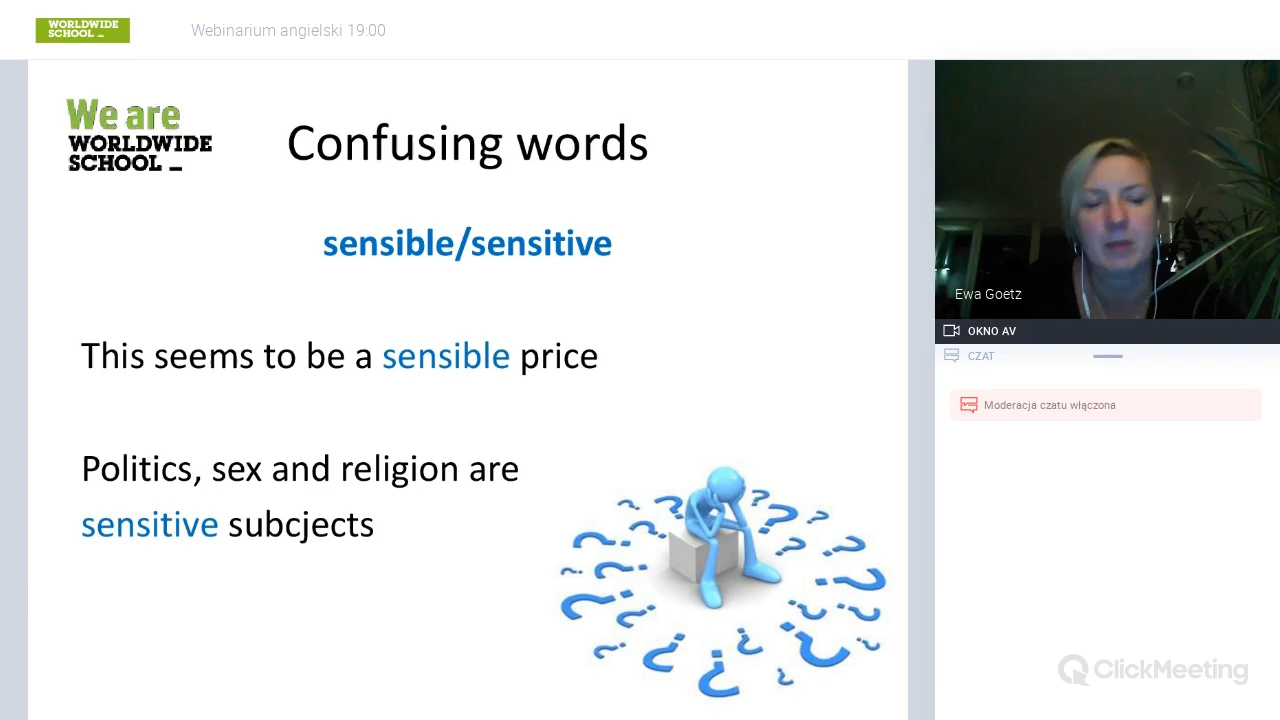 WORLDWIDE
SCHOOL _
Webinarium angielski 19:00
We are
WORLDWIDE
SCHOOL _
Confusing words
sensible/sensitive
This seems to be a sensible price
Politics, sex and religion are
sensitive subcjects
Ewa Goetz
OKNO AV
CZAT
Moderacja czatu włączona
ClickMeeting